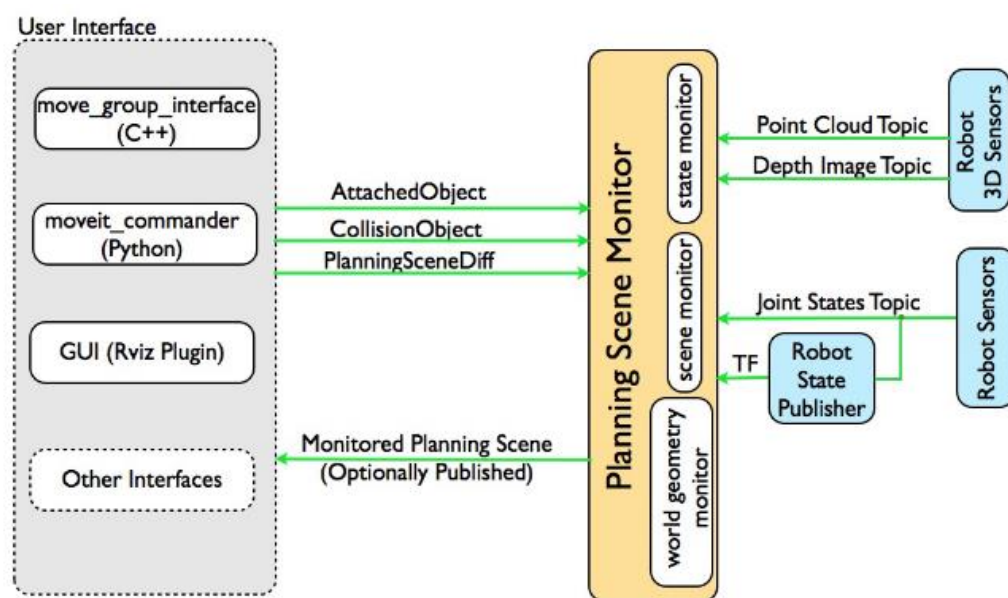 User Interface
move_group_interface
(C++)
moveit_commander
(Python)
GUI (Rviz Plugin)
Other Interfaces
AttachedObject
CollisionObject
PlanningSceneDiff
Monitored Planning Scene
(Optionally Published)
Planning Scene Monitor
state monitor
scene monitor
world geometry
monitor
Point Cloud Topic
Depth Image Topic
Joint States Topic
TF
Robot
State
Publisher
Robot
3D Sensors
Robot Sensors